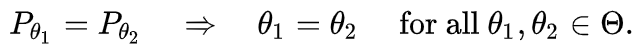 P_{θ_1} = P_{θ_2} ⇒ θ_1 = θ_2 for all θ_1, θ_2 ∈ Θ.